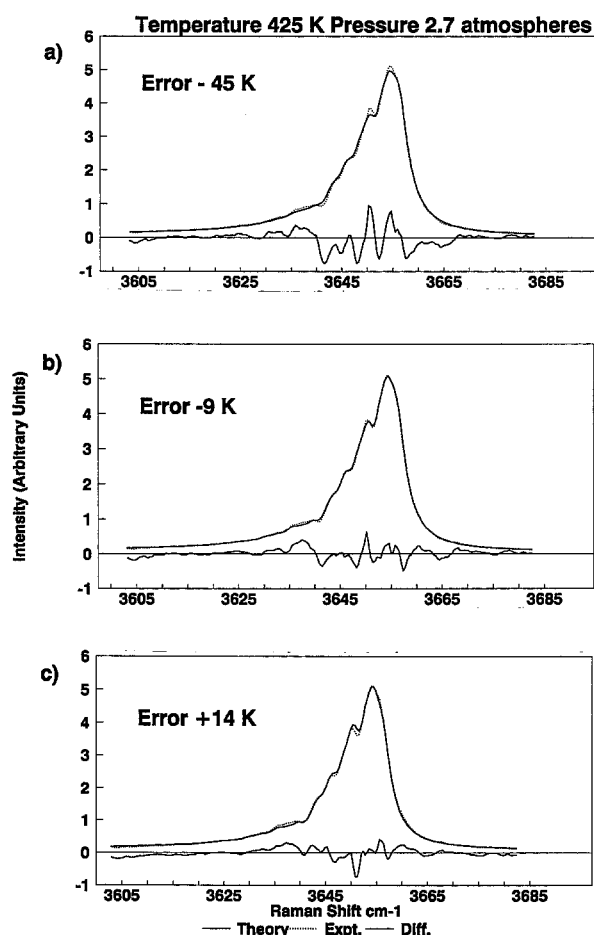 Temperature 425 K Pressure 2.7 atmospheres
a)
Error - 45 K
6
5
4
3
2
1
0
-1
3605 3625 3645 3665 3685
b)
Error -9 K
6
5
4
3
2
1
0
-1
3605 3625 3645 3665 3685
Intensity (Arbitrary Units)
c)
Error +14 K
6
5
4
3
2
1
0
-1
3605 3625 3645 3665 3685
Raman Shift cm-1
Theory Expt. Diff.